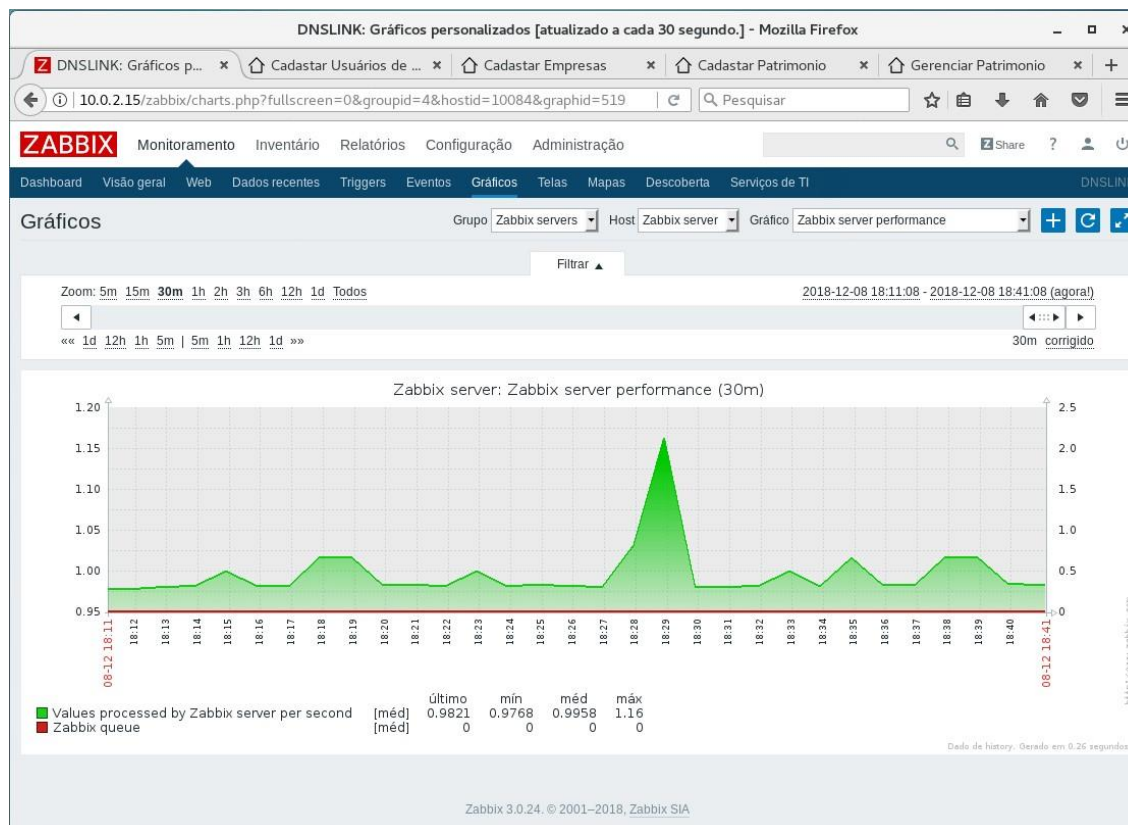 DNSLINK: Gráficos personalizados [atualizado a cada 30 segundo.] - Mozilla Firefox
DNSLINK: Gráficos p... Cadastar Usuários de ... Cadastar Empresas Cadastar Patrimonio Gerenciar Patrimonio
10.0.2.15/zabbix/charts.php?fullscreen=0&groupid=4&hostid=10084&graphid=519 Pesquisar
ZABBIX Monitoramento Inventário Relatórios Configuração Administração Z Share ?
Dashboard Visão geral Web Dados recentes Triggers Eventos Gráficos Telas Mapas Descoberta Serviços de TI
Gráficos Grupo Zabbix servers Host Zabbix server Gráfico Zabbix server performance
Filtrar
Zoom: 5m 15m 30m 1h 2h 3h 6h 12h 1d Todos 2018-12-08 18:11:08 - 2018-12-08 18:41:08 (agora!)
«« 1d 12h 1h 5m | 5m 1h 12h 1d »» 30m corrigido
Zabbix server: Zabbix server performance (30m)
1.20 2.5
1.15 2.0
1.10 1.5
1.05 1.0
1.00 0.5
0.95 0
08-12 18:11 18:12 18:13 18:14 18:15 18:16 18:17 18:18 18:19 18:20 18:21 18:22 18:23 18:24 18:25 18:26 18:27 18:28 18:29 18:30 18:31 18:32 18:33 18:34 18:35 18:36 18:37 18:38 18:39 18:40 08-12 18:41
último mín méd máx
Values processed by Zabbix server per second [méd] 0.9821 0.9768 0.9958 1.16
Zabbix queue [méd] 0 0 0 0
Dado de history. Gerado em 0.26 segundos
Zabbix 3.0.24. © 2001–2018, Zabbix SIA